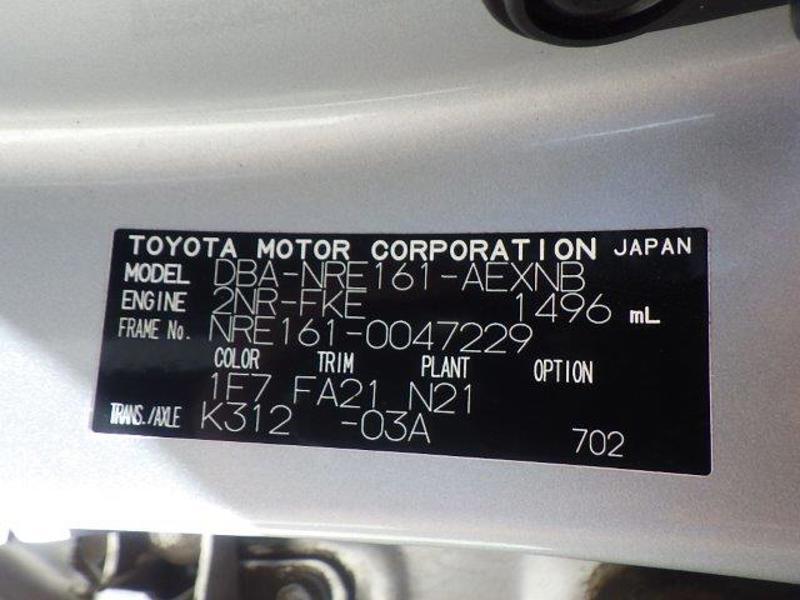 TOYOTA MOTOR CORPORATION JAPAN
MODEL DBA-NRE161-AEXNB
ENGINE 2NR-FKE 1496 mL
FRAME No. NRE161-0047229
COLOR TRIM PLANT OPTION
1F7 FA21 N21
TRANS./AXLE K312 -03A
702